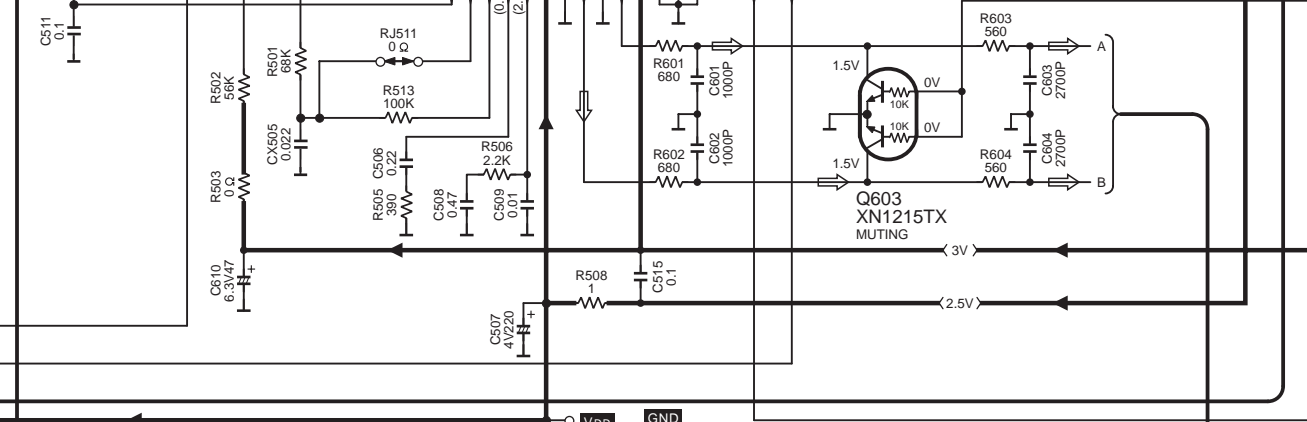 C511
0.1
(0.
(2.
R501
68K
RJ511
0 Ω
R502
56K
R513
100K
CX505
0.022
R503
0 Ω
C506
0.22
R505
390
R506
2.2K
C508
0.47
C509
0.01
C610
6.3V47
+
C507
4V220
+
R508
1
C515
0.1
R601
680
C601
1000P
C602
1000P
R602
680
1.5V
0V
10K
10K
0V
1.5V
Q603
XN1215TX
MUTING
R603
560
A
C603
2700P
C604
2700P
R604
560
B
3V
2.5V
VDD
GND